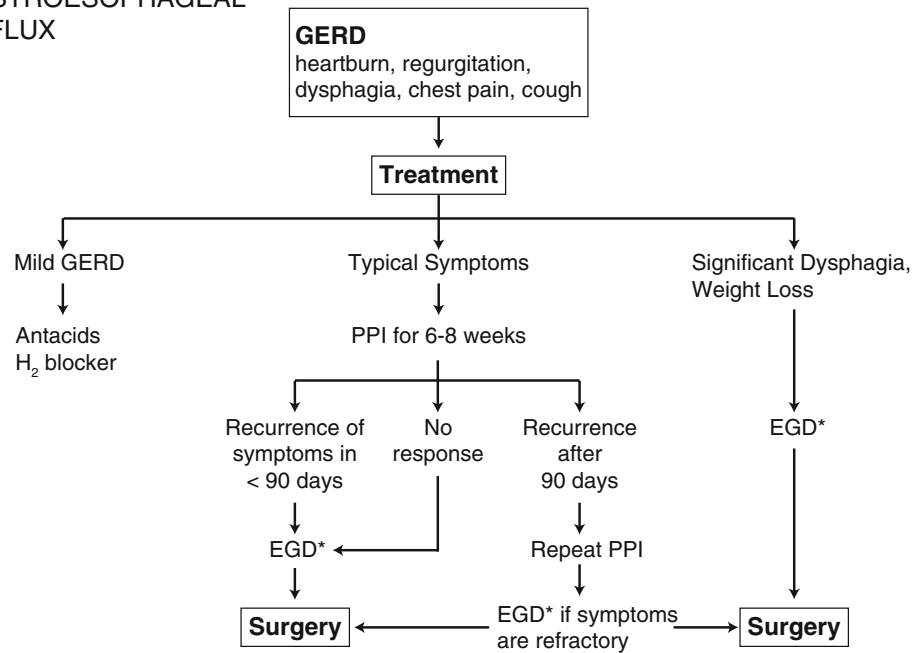 FLUX
GERD
heartburn, regurgitation,
dysphagia, chest pain, cough
Treatment
Mild GERD
Antacids
H₂ blocker
Typical Symptoms
PPI for 6-8 weeks
Recurrence of
symptoms in
< 90 days
No
response
Recurrence
after
90 days
EGD*
Repeat PPI
EGD* if symptoms
are refractory
Surgery
Significant Dysphagia,
Weight Loss
EGD*
Surgery